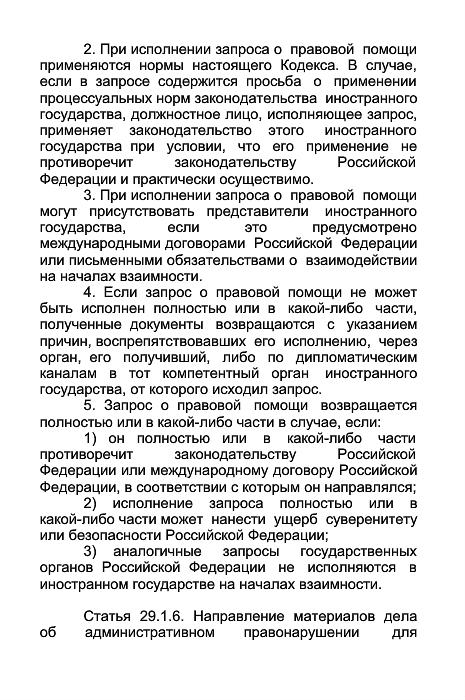 2. При исполнении запроса о правовой помощи
применяются нормы настоящего Кодекса. В случае,
если в запросе содержится просьба о применении
процессуальных норм законодательства иностранного
государства, должностное лицо, исполняющее запрос,
применяет законодательство этого иностранного
государства при условии, что его применение не
противоречит законодательству Российской
Федерации и практически осуществимо.
3. При исполнении запроса о правовой помощи
могут присутствовать представители иностранного
государства, если это предусмотрено
международными договорами Российской Федерации
или письменными обязательствами о взаимодействии
на началах взаимности.
4. Если запрос о правовой помощи не может
быть исполнен полностью или в какой-либо части,
полученные документы возвращаются с указанием
причин, воспрепятствовавших его исполнению, через
орган, его получивший, либо по дипломатическим
каналам в тот компетентный орган иностранного
государства, от которого исходил запрос.
5. Запрос о правовой помощи возвращается
полностью или в какой-либо части в случае, если:
1) он полностью или в какой-либо части
противоречит законодательству Российской
Федерации или международному договору Российской
Федерации, в соответствии с которым он направлялся;
2) исполнение запроса полностью или в
какой-либо части может нанести ущерб суверенитету
или безопасности Российской Федерации;
3) аналогичные запросы государственных
органов Российской Федерации не исполняются в
иностранном государстве на началах взаимности.
Статья 29.1.6. Направление материалов дела
об административном правонарушении для